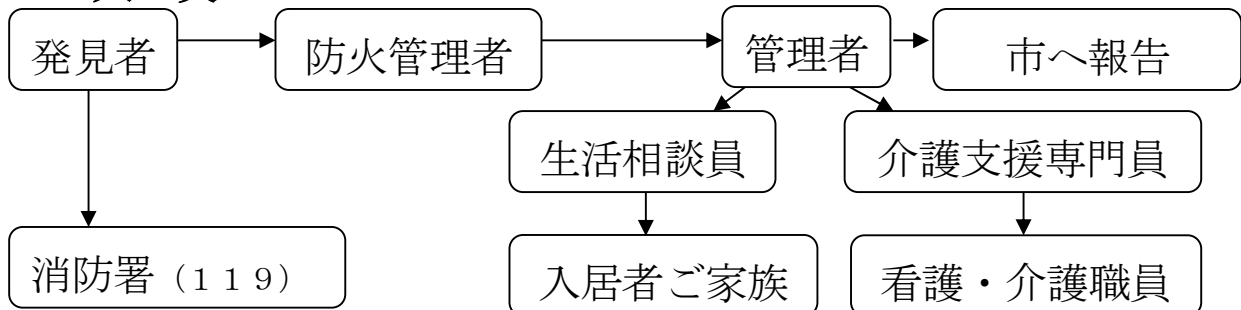 発見者
防火管理者
管理者
市へ報告
生活相談員
介護支援専門員
消防署（１１９）
入居者ご家族
看護・介護職員